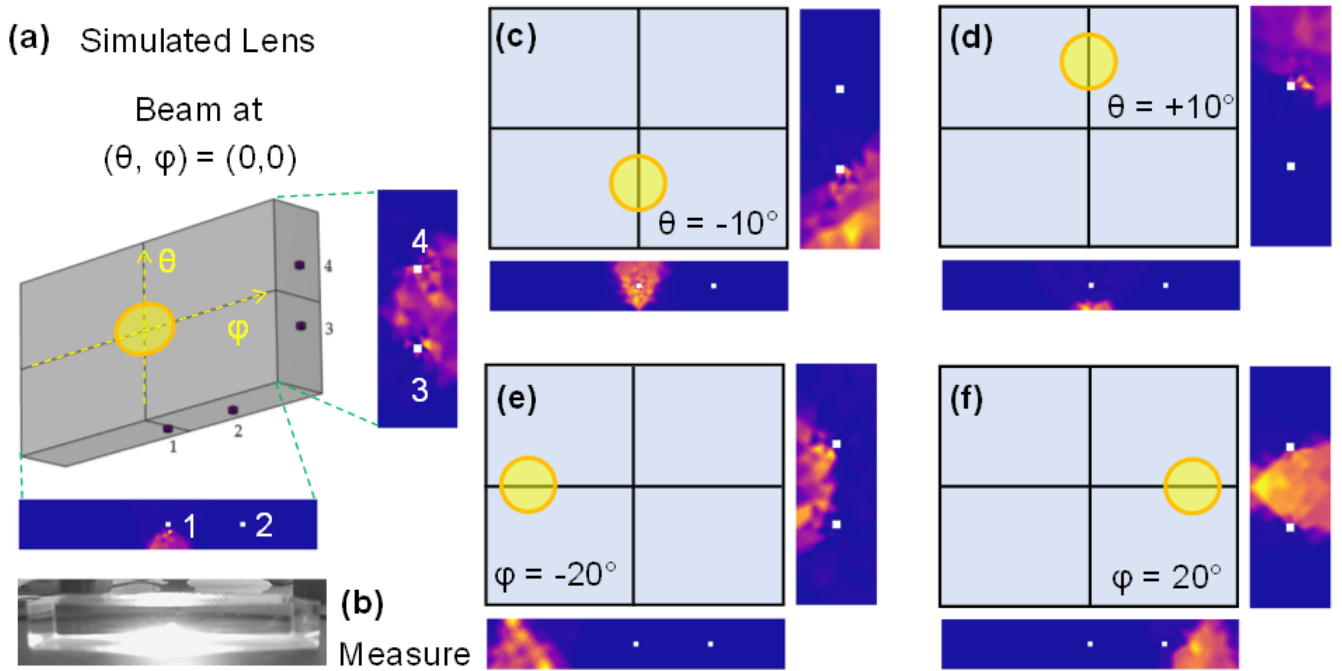 (a) Simulated Lens
Beam at
(θ, φ) = (0,0)
θ
φ
4
3
2
1
4
3
1
2
(b)
Measure
(c)
θ = -10°
(d)
θ = +10°
(e)
φ = -20°
(f)
φ = 20°